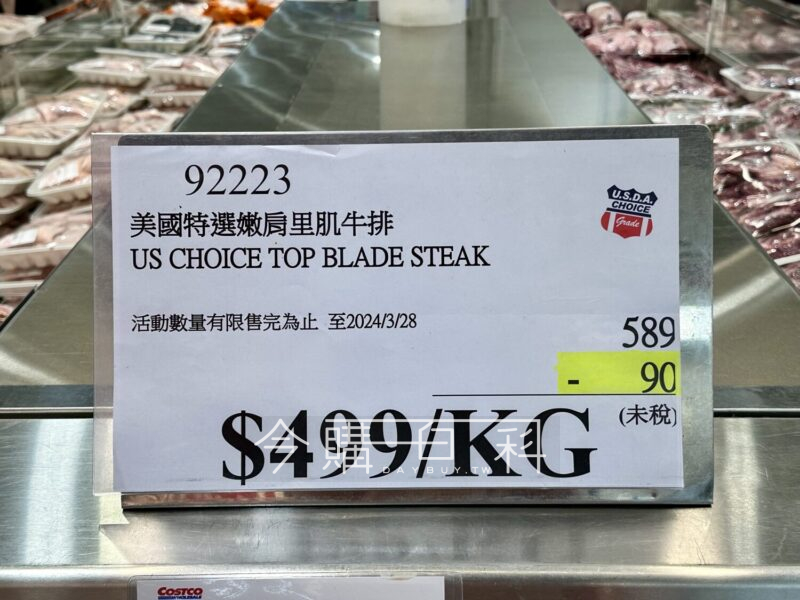 92223
美國特選嫩肩里肌牛排
US CHOICE TOP BLADE STEAK
U.S.D.A.
CHOICE
Grade
活動數量有限售完為止 至2024/3/28
589
- 90
(未稅)
$499/KG
今購百科
DAYBUY.TW
COSTCO
WHOLESALE